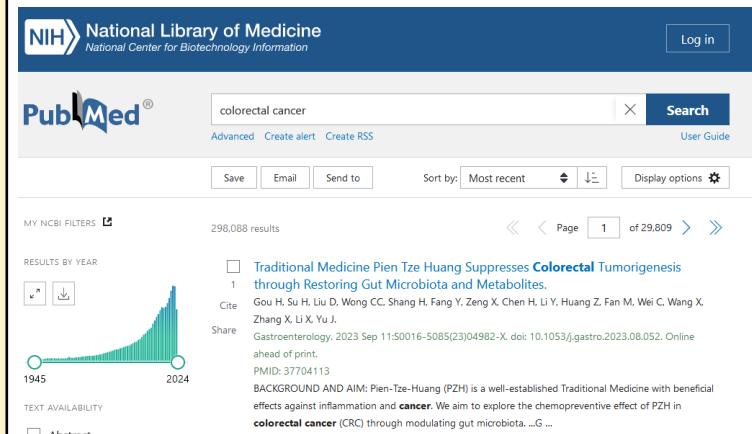 NIH National Library of Medicine
National Center for Biotechnology Information
Log in
PubMed®
colorectal cancer
Search
Advanced Create alert Create RSS
User Guide
Save Email Send to Sort by: Most recent Display options
MY NCBI FILTERS
298,088 results
Page 1 of 29,809
RESULTS BY YEAR
1945 2024
TEXT AVAILABILITY
Abstract
1
Cite
Share
Traditional Medicine Pien Tze Huang Suppresses Colorectal Tumorigenesis
through Restoring Gut Microbiota and Metabolites.
Gou H, Su H, Liu D, Wong CC, Shang H, Fang Y, Zeng X, Chen H, Li Y, Huang Z, Fan M, Wei C, Wang X,
Zhang X, Li X, Yu J.
Gastroenterology. 2023 Sep 11:S0016-5085(23)04982-X. doi: 10.1053/j.gastro.2023.08.052. Online
ahead of print.
PMID: 37704113
BACKGROUND AND AIM: Pien-Tze-Huang (PZH) is a well-established Traditional Medicine with beneficial
effects against inflammation and cancer. We aim to explore the chemopreventive effect of PZH in
colorectal cancer (CRC) through modulating gut microbiota. ...G ...